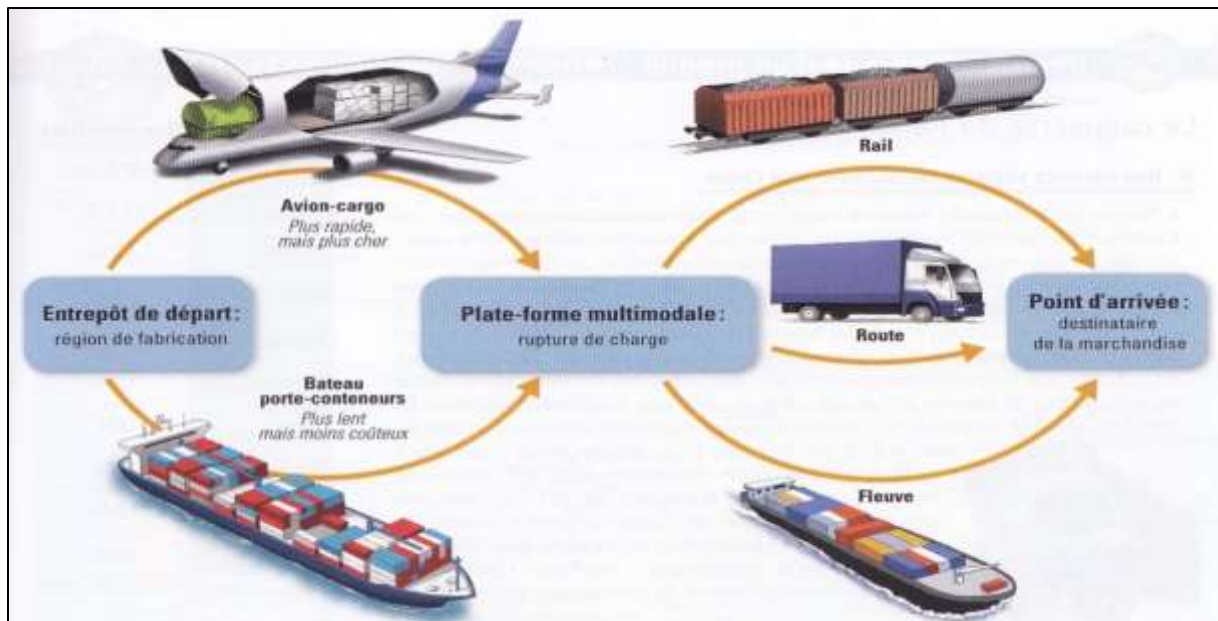 Rail
Avion-cargo
Plus rapide,
mais plus cher
Entrepôt de départ :
région de fabrication
Plate-forme multimodale :
rupture de charge
Route
Point d'arrivée :
destinataire
de la marchandise
Bateau
porte-conteneurs
Plus lent
mais moins coûteux
Fleuve